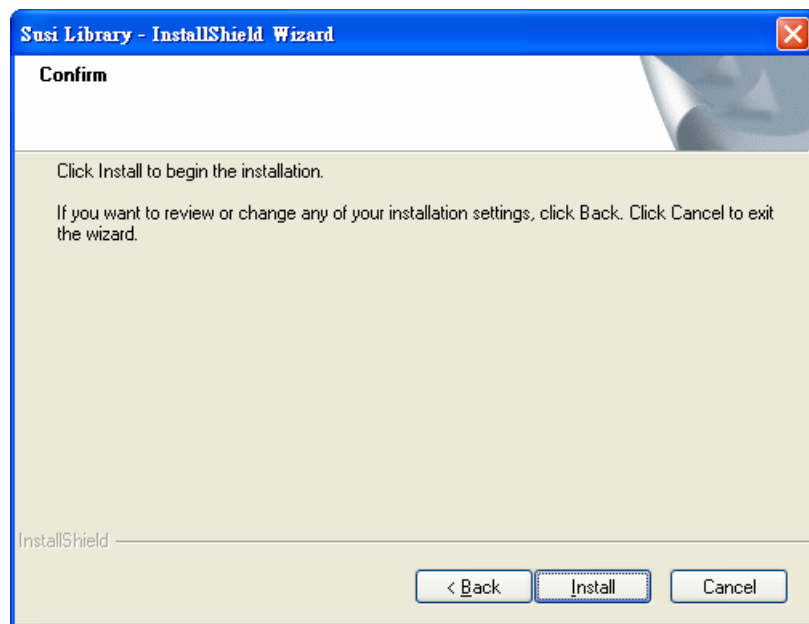 Susi Library - InstallShield Wizard
Confirm
Click Install to begin the installation.
If you want to review or change any of your installation settings, click Back. Click Cancel to exit
the wizard.
InstallShield
< Back
Install
Cancel